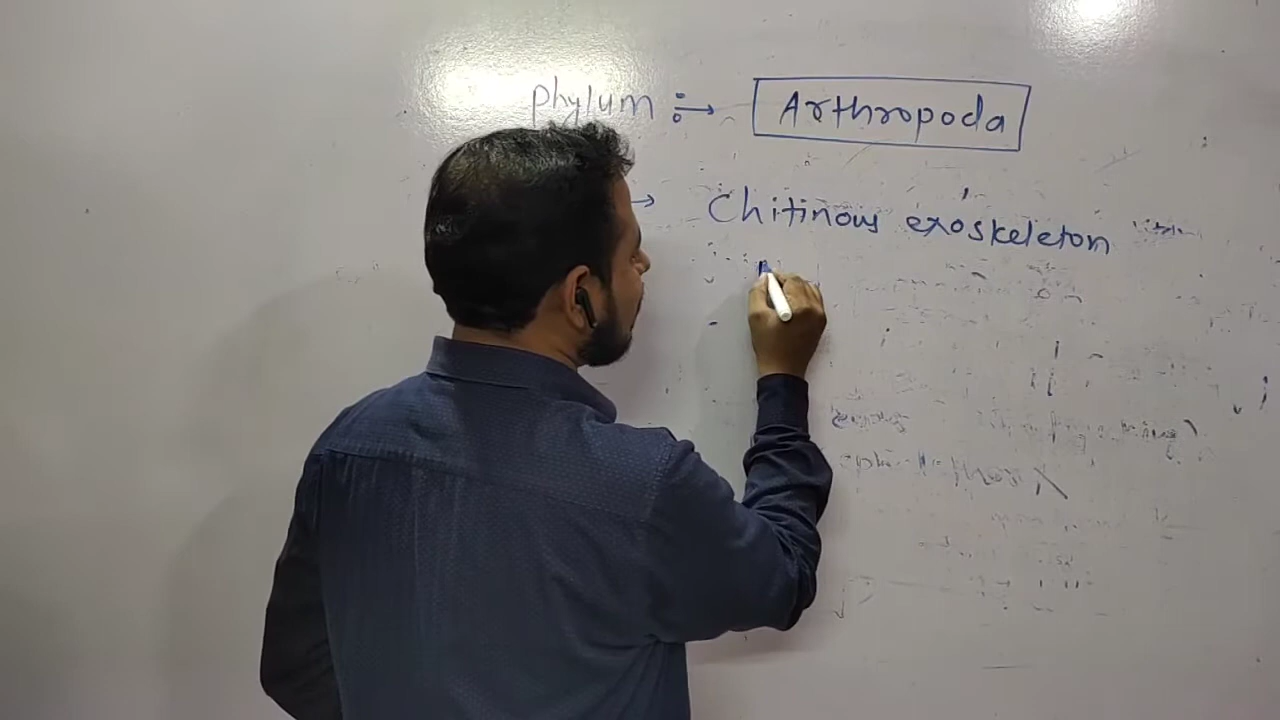 phylum :→ Arthropoda
→ Chitinous exoskeleton